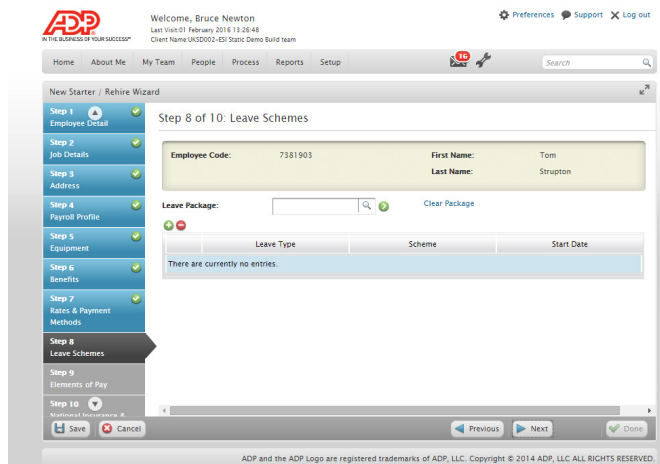 ADP
IN THE BUSINESS OF YOUR SUCCESS℠
Welcome, Bruce Newton
Last Visit:01 February 2016 13:26:48
Client Name:UKSD002-ESI Static Demo Build team
Preferences Support Log out
Home About Me My Team People Process Reports Setup 16 Search
New Starter / Rehire Wizard
Step 1
Employee Detail
Step 2
Job Details
Step 3
Address
Step 4
Payroll Profile
Step 5
Equipment
Step 6
Benefits
Step 7
Rates & Payment
Methods
Step 8
Leave Schemes
Step 9
Elements of Pay
Step 10
National Insurance &
Step 8 of 10: Leave Schemes
Employee Code: 7381903 First Name: Tom
Last Name: Strupton
Leave Package: Clear Package
Leave Type Scheme Start Date
There are currently no entries.
Save Cancel Previous Next Done
ADP and the ADP Logo are registered trademarks of ADP, LLC. Copyright © 2014 ADP, LLC ALL RIGHTS RESERVED.